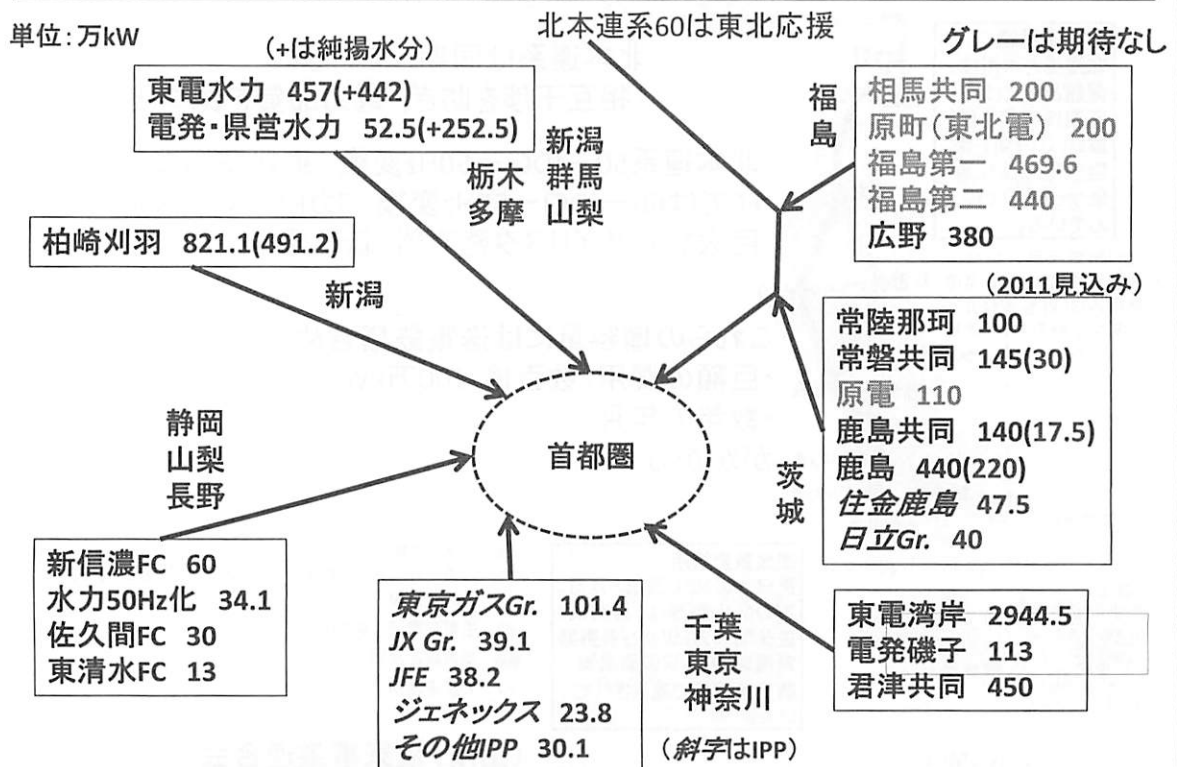 北本連系60は東北応援
単位：万kW
（+は純揚水分）
グレーは期待なし
東電水力 457(+442)
電発・県営水力 52.5(+252.5)
新潟
栃木 群馬
多摩 山梨
福島
相馬共同 200
原町（東北電） 200
福島第一 469.6
福島第二 440
広野 380
柏崎刈羽 821.1(491.2)
新潟
（2011見込み）
常陸那珂 100
常磐共同 145(30)
原電 110
鹿島共同 140(17.5)
鹿島 440(220)
住金鹿島 47.5
日立Gr. 40
茨城
首都圏
静岡
山梨
長野
新信濃FC 60
水力50Hz化 34.1
佐久間FC 30
東清水FC 13
東京ガスGr. 101.4
JX Gr. 39.1
JFE 38.2
ジェネックス 23.8
その他IPP 30.1
千葉
東京
神奈川
（斜字はIPP）
東電湾岸 2944.5
電発磯子 113
君津共同 450